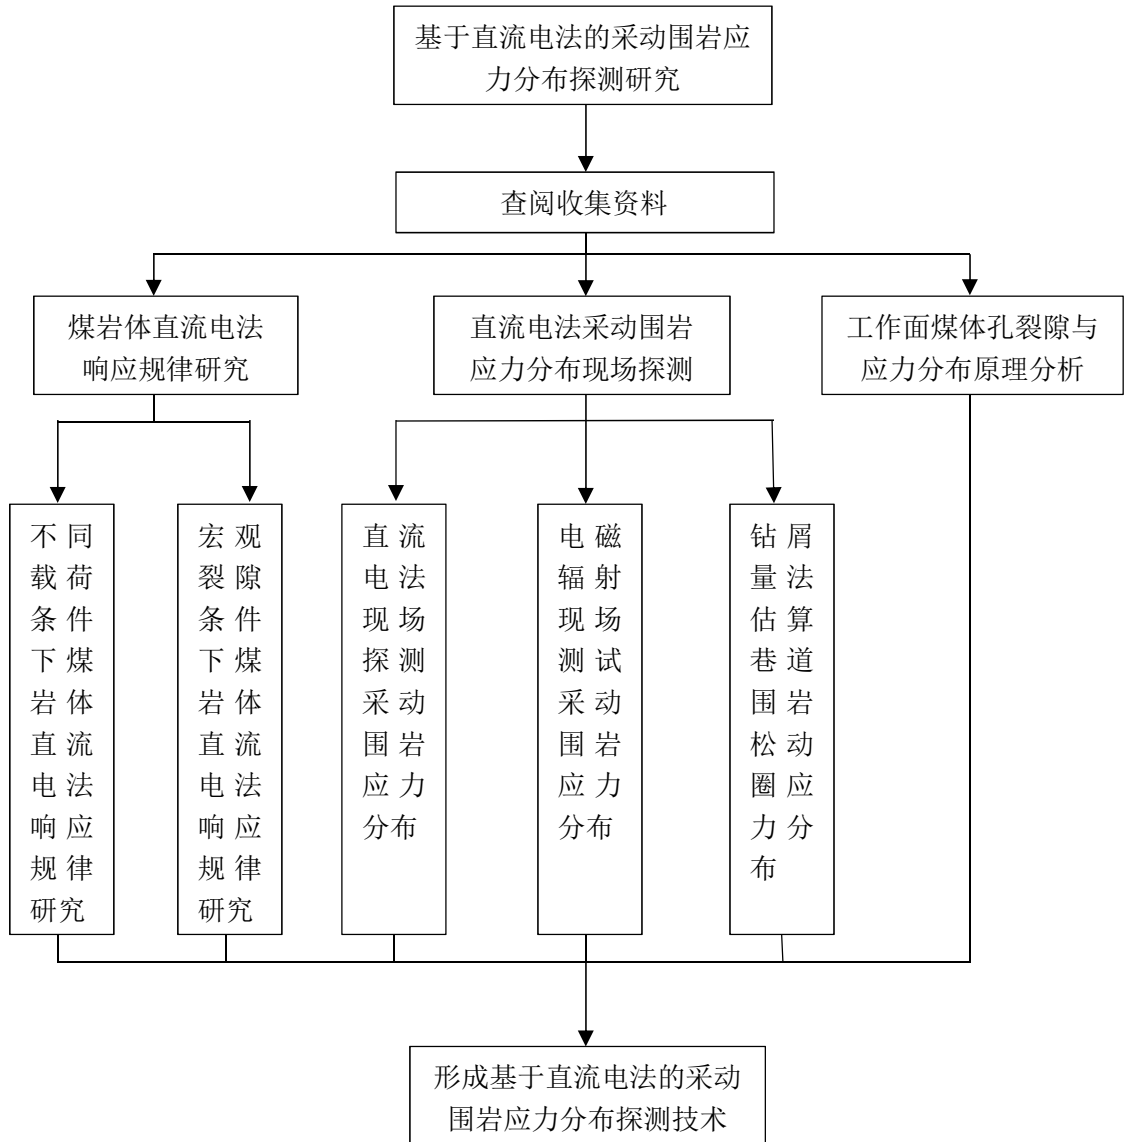 基于直流电法的采动围岩应
力分布探测研究
查阅收集资料
煤岩体直流电法
响应规律研究
直流电法采动围岩
应力分布现场探测
工作面煤体孔裂隙与
应力分布原理分析
不同
载荷
条件
下煤
岩体
直流
电法
响应
规律
研究
宏观
裂隙
条件
下煤
岩体
直流
电法
响应
规律
研究
直流
电法
现场
探测
采动
围岩
应力
分布
电磁
辐射
现场
测试
采动
围岩
应力
分布
钻屑
量法
估算
巷道
围岩
松动
圈应
力分
布
形成基于直流电法的采动
围岩应力分布探测技术